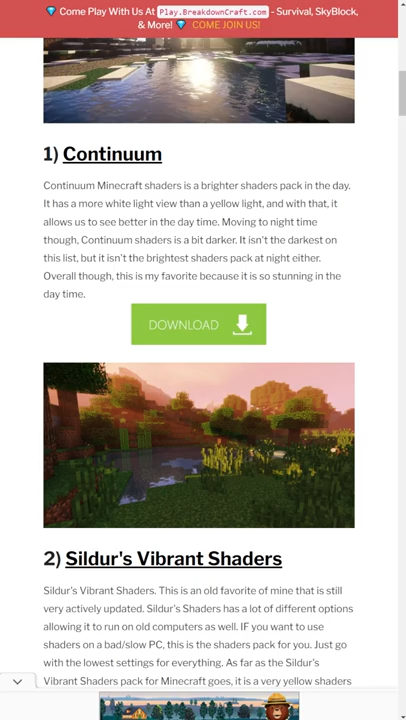 💎 Come Play With Us At Play.BreakdownCraft.com - Survival, SkyBlock,
& More! 💎 COME JOIN US!
1) Continuum
Continuum Minecraft shaders is a brighter shaders pack in the day.
It has a more white light view than a yellow light, and with that, it
allows us to see better in the day time. Moving to night time
though, Continuum shaders is a bit darker. It isn't the darkest on
this list, but it isn't the brightest shaders pack at night either.
Overall though, this is my favorite because it is so stunning in the
day time.
DOWNLOAD
2) Sildur's Vibrant Shaders
Sildur's Vibrant Shaders. This is an old favorite of mine that is still
very actively updated. Sildur's Shaders has a lot of different options
allowing it to run on old computers as well. IF you want to use
shaders on a bad/slow PC, this is the shaders pack for you. Just go
with the lowest settings for everything. As far as the Sildur's
Vibrant Shaders pack for Minecraft goes, it is a very yellow shaders